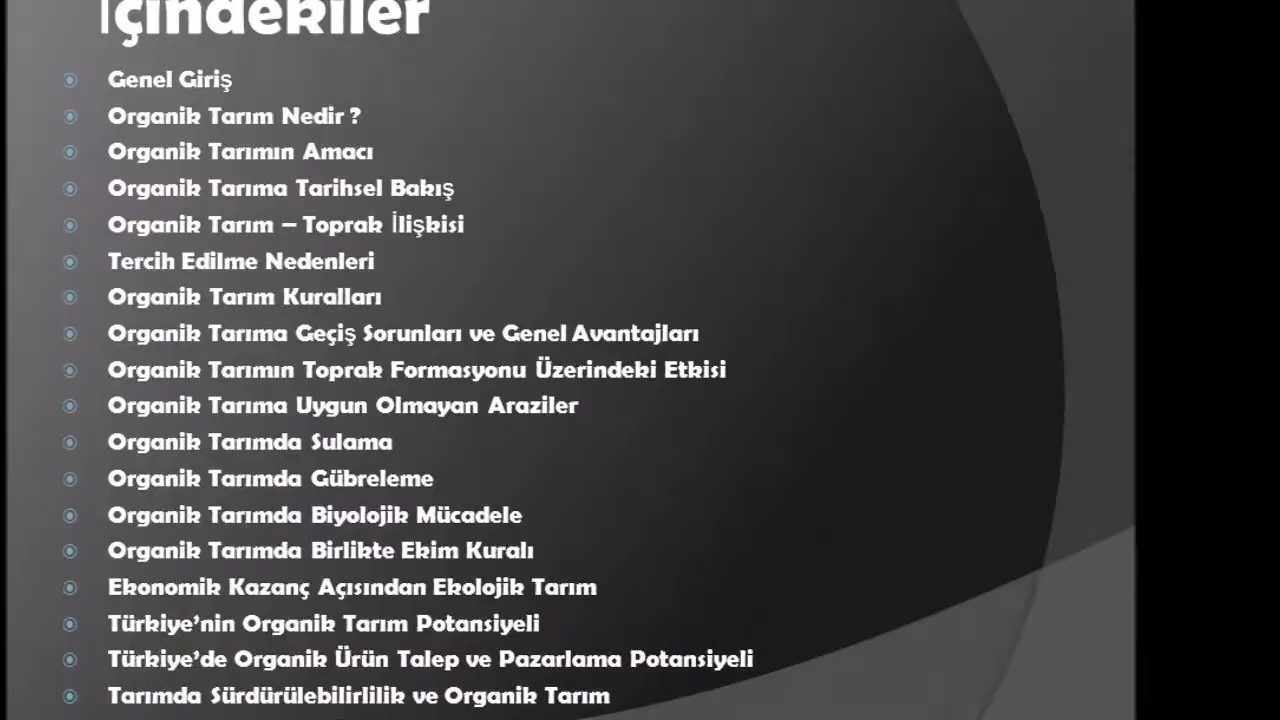 İçindekiler
Genel Giriş
Organik Tarım Nedir ?
Organik Tarımın Amacı
Organik Tarıma Tarihsel Bakış
Organik Tarım – Toprak İlişkisi
Tercih Edilme Nedenleri
Organik Tarım Kuralları
Organik Tarıma Geçiş Sorunları ve Genel Avantajları
Organik Tarımın Toprak Formasyonu Üzerindeki Etkisi
Organik Tarıma Uygun Olmayan Araziler
Organik Tarımda Sulama
Organik Tarımda Gübreleme
Organik Tarımda Biyolojik Mücadele
Organik Tarımda Birlikte Ekim Kuralı
Ekonomik Kazanç Açısından Ekolojik Tarım
Türkiye’nin Organik Tarım Potansiyeli
Türkiye’de Organik Ürün Talep ve Pazarlama Potansiyeli
Tarımda Sürdürülebilirlilik ve Organik Tarım